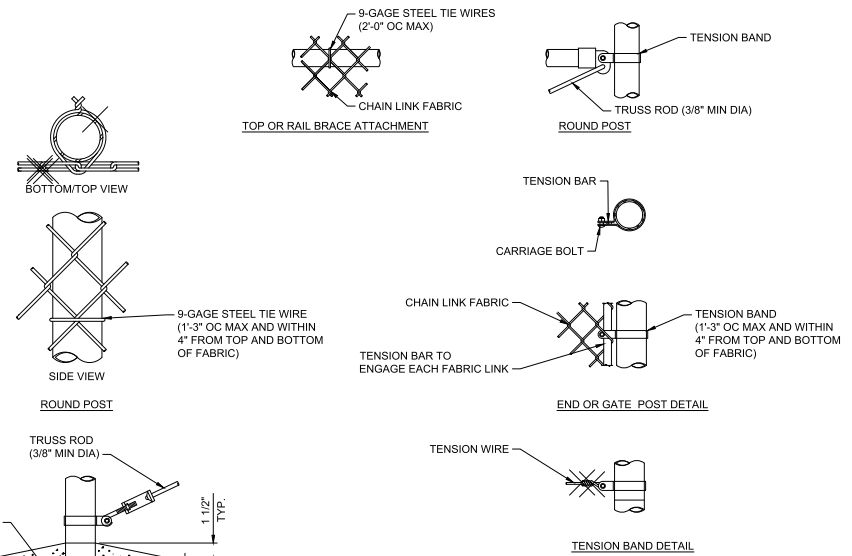 9-GAGE STEEL TIE WIRES
(2'-0" OC MAX)
CHAIN LINK FABRIC
TOP OR RAIL BRACE ATTACHMENT
TENSION BAND
TRUSS ROD (3/8" MIN DIA)
ROUND POST
BOTTOM/TOP VIEW
TENSION BAR
CARRIAGE BOLT
9-GAGE STEEL TIE WIRE
(1'-3" OC MAX AND WITHIN
4" FROM TOP AND BOTTOM
OF FABRIC)
SIDE VIEW
ROUND POST
CHAIN LINK FABRIC
TENSION BAR TO
ENGAGE EACH FABRIC LINK
TENSION BAND
(1'-3" OC MAX AND WITHIN
4" FROM TOP AND BOTTOM
OF FABRIC)
END OR GATE POST DETAIL
TRUSS ROD
(3/8" MIN DIA)
1 1/2"
TYP.
TENSION WIRE
TENSION BAND DETAIL